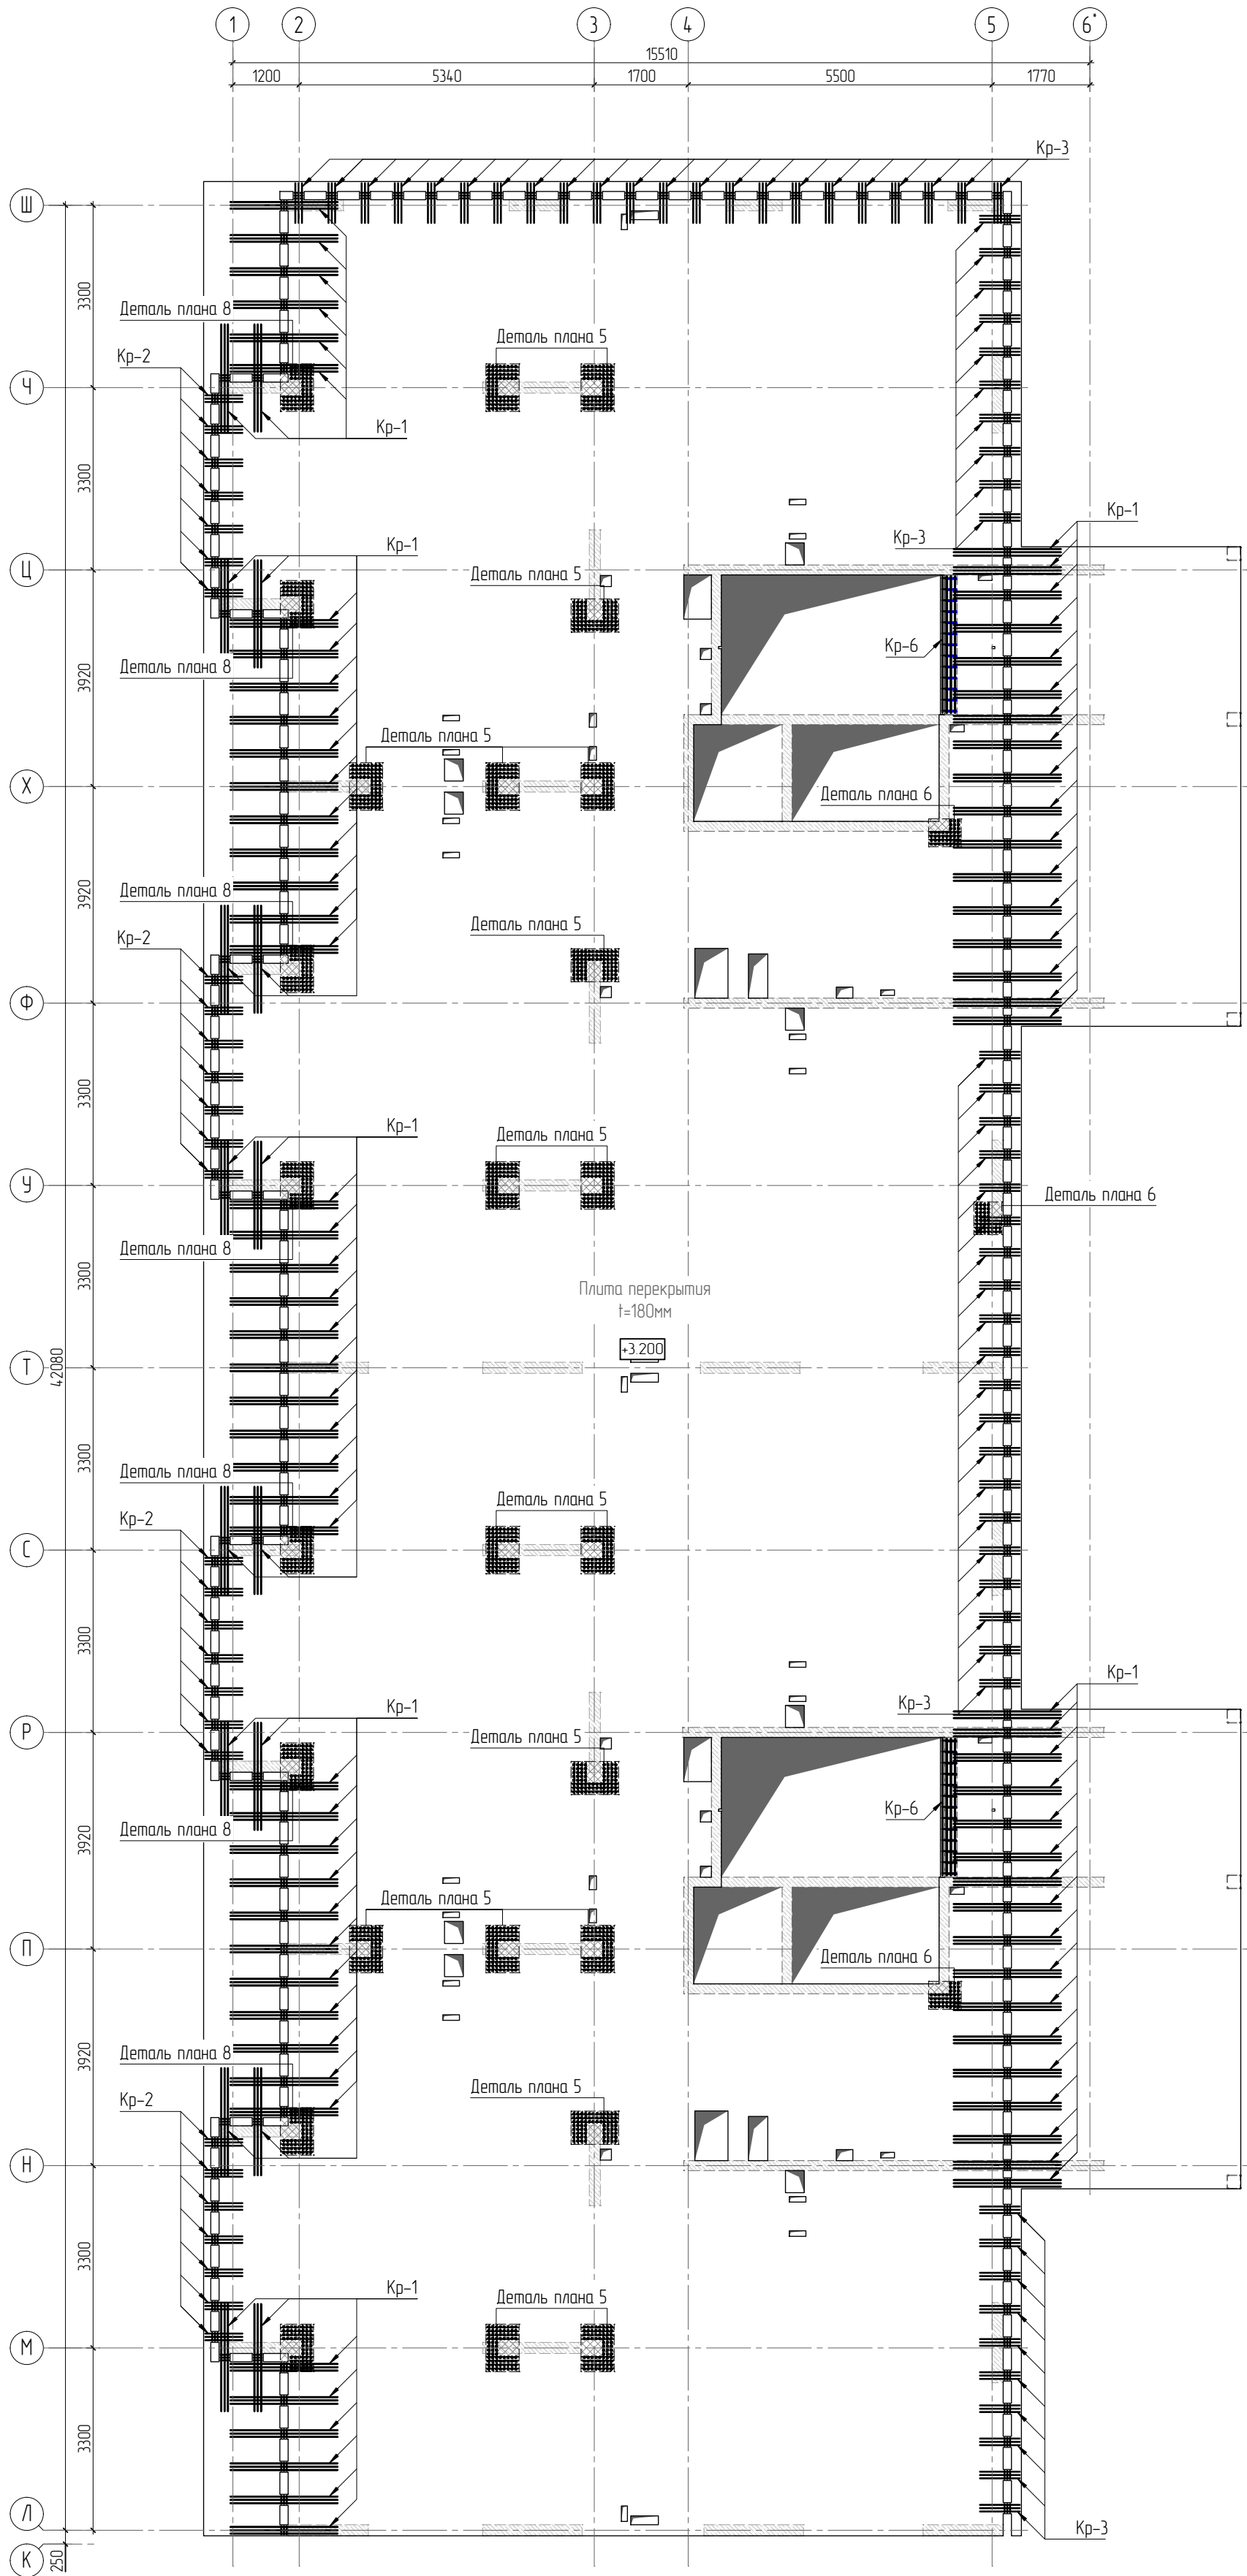 1 2 3 4 5 6*
15510
1200 5340 1700 5500 1770
Кр-3
Ш
3300
Деталь плана 8
Деталь плана 5
Кр-2
Ч
Кр-1
3300
Кр-1
Кр-1
Кр-3
Ц
Деталь плана 5
Кр-6
Деталь плана 8
3920
Деталь плана 5
Х
Деталь плана 6
3920
Деталь плана 8
Деталь плана 5
Кр-2
Ф
3300
Кр-1
Деталь плана 5
У
Деталь плана 6
Деталь плана 8
3300
Плита перекрытия
t=180мм
+3.200
Т
42080
3300
Деталь плана 8
Деталь плана 5
Кр-2
С
3300
Кр-1
Кр-3
Кр-1
Р
Деталь плана 5
Кр-6
Деталь плана 8
3920
Деталь плана 5
П
Деталь плана 6
3920
Деталь плана 8
Деталь плана 5
Кр-2
Н
3300
Кр-1
Деталь плана 5
М
3300
Л
Кр-3
К
250